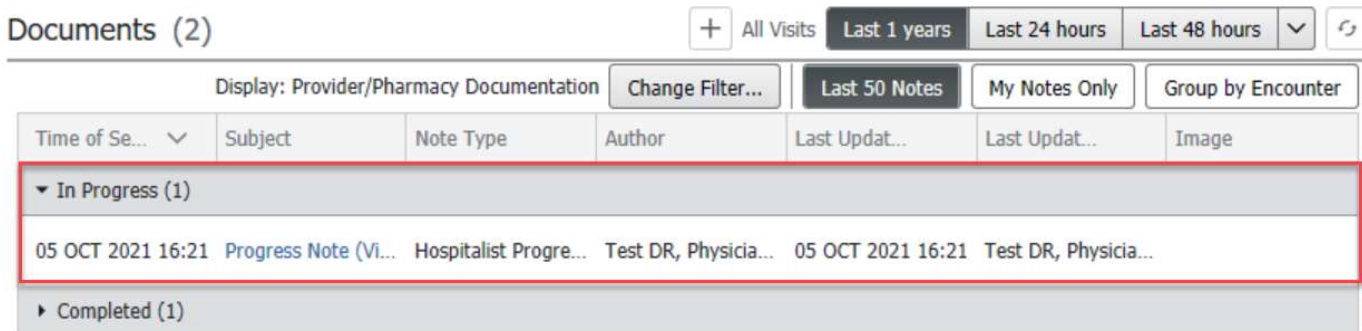 Documents (2) + All Visits Last 1 years Last 24 hours Last 48 hours
Display: Provider/Pharmacy Documentation Change Filter... Last 50 Notes My Notes Only Group by Encounter
Time of Se... Subject Note Type Author Last Updat... Last Updat... Image
In Progress (1)
05 OCT 2021 16:21 Progress Note (Vi... Hospitalist Progre... Test DR, Physicia... 05 OCT 2021 16:21 Test DR, Physicia...
Completed (1)